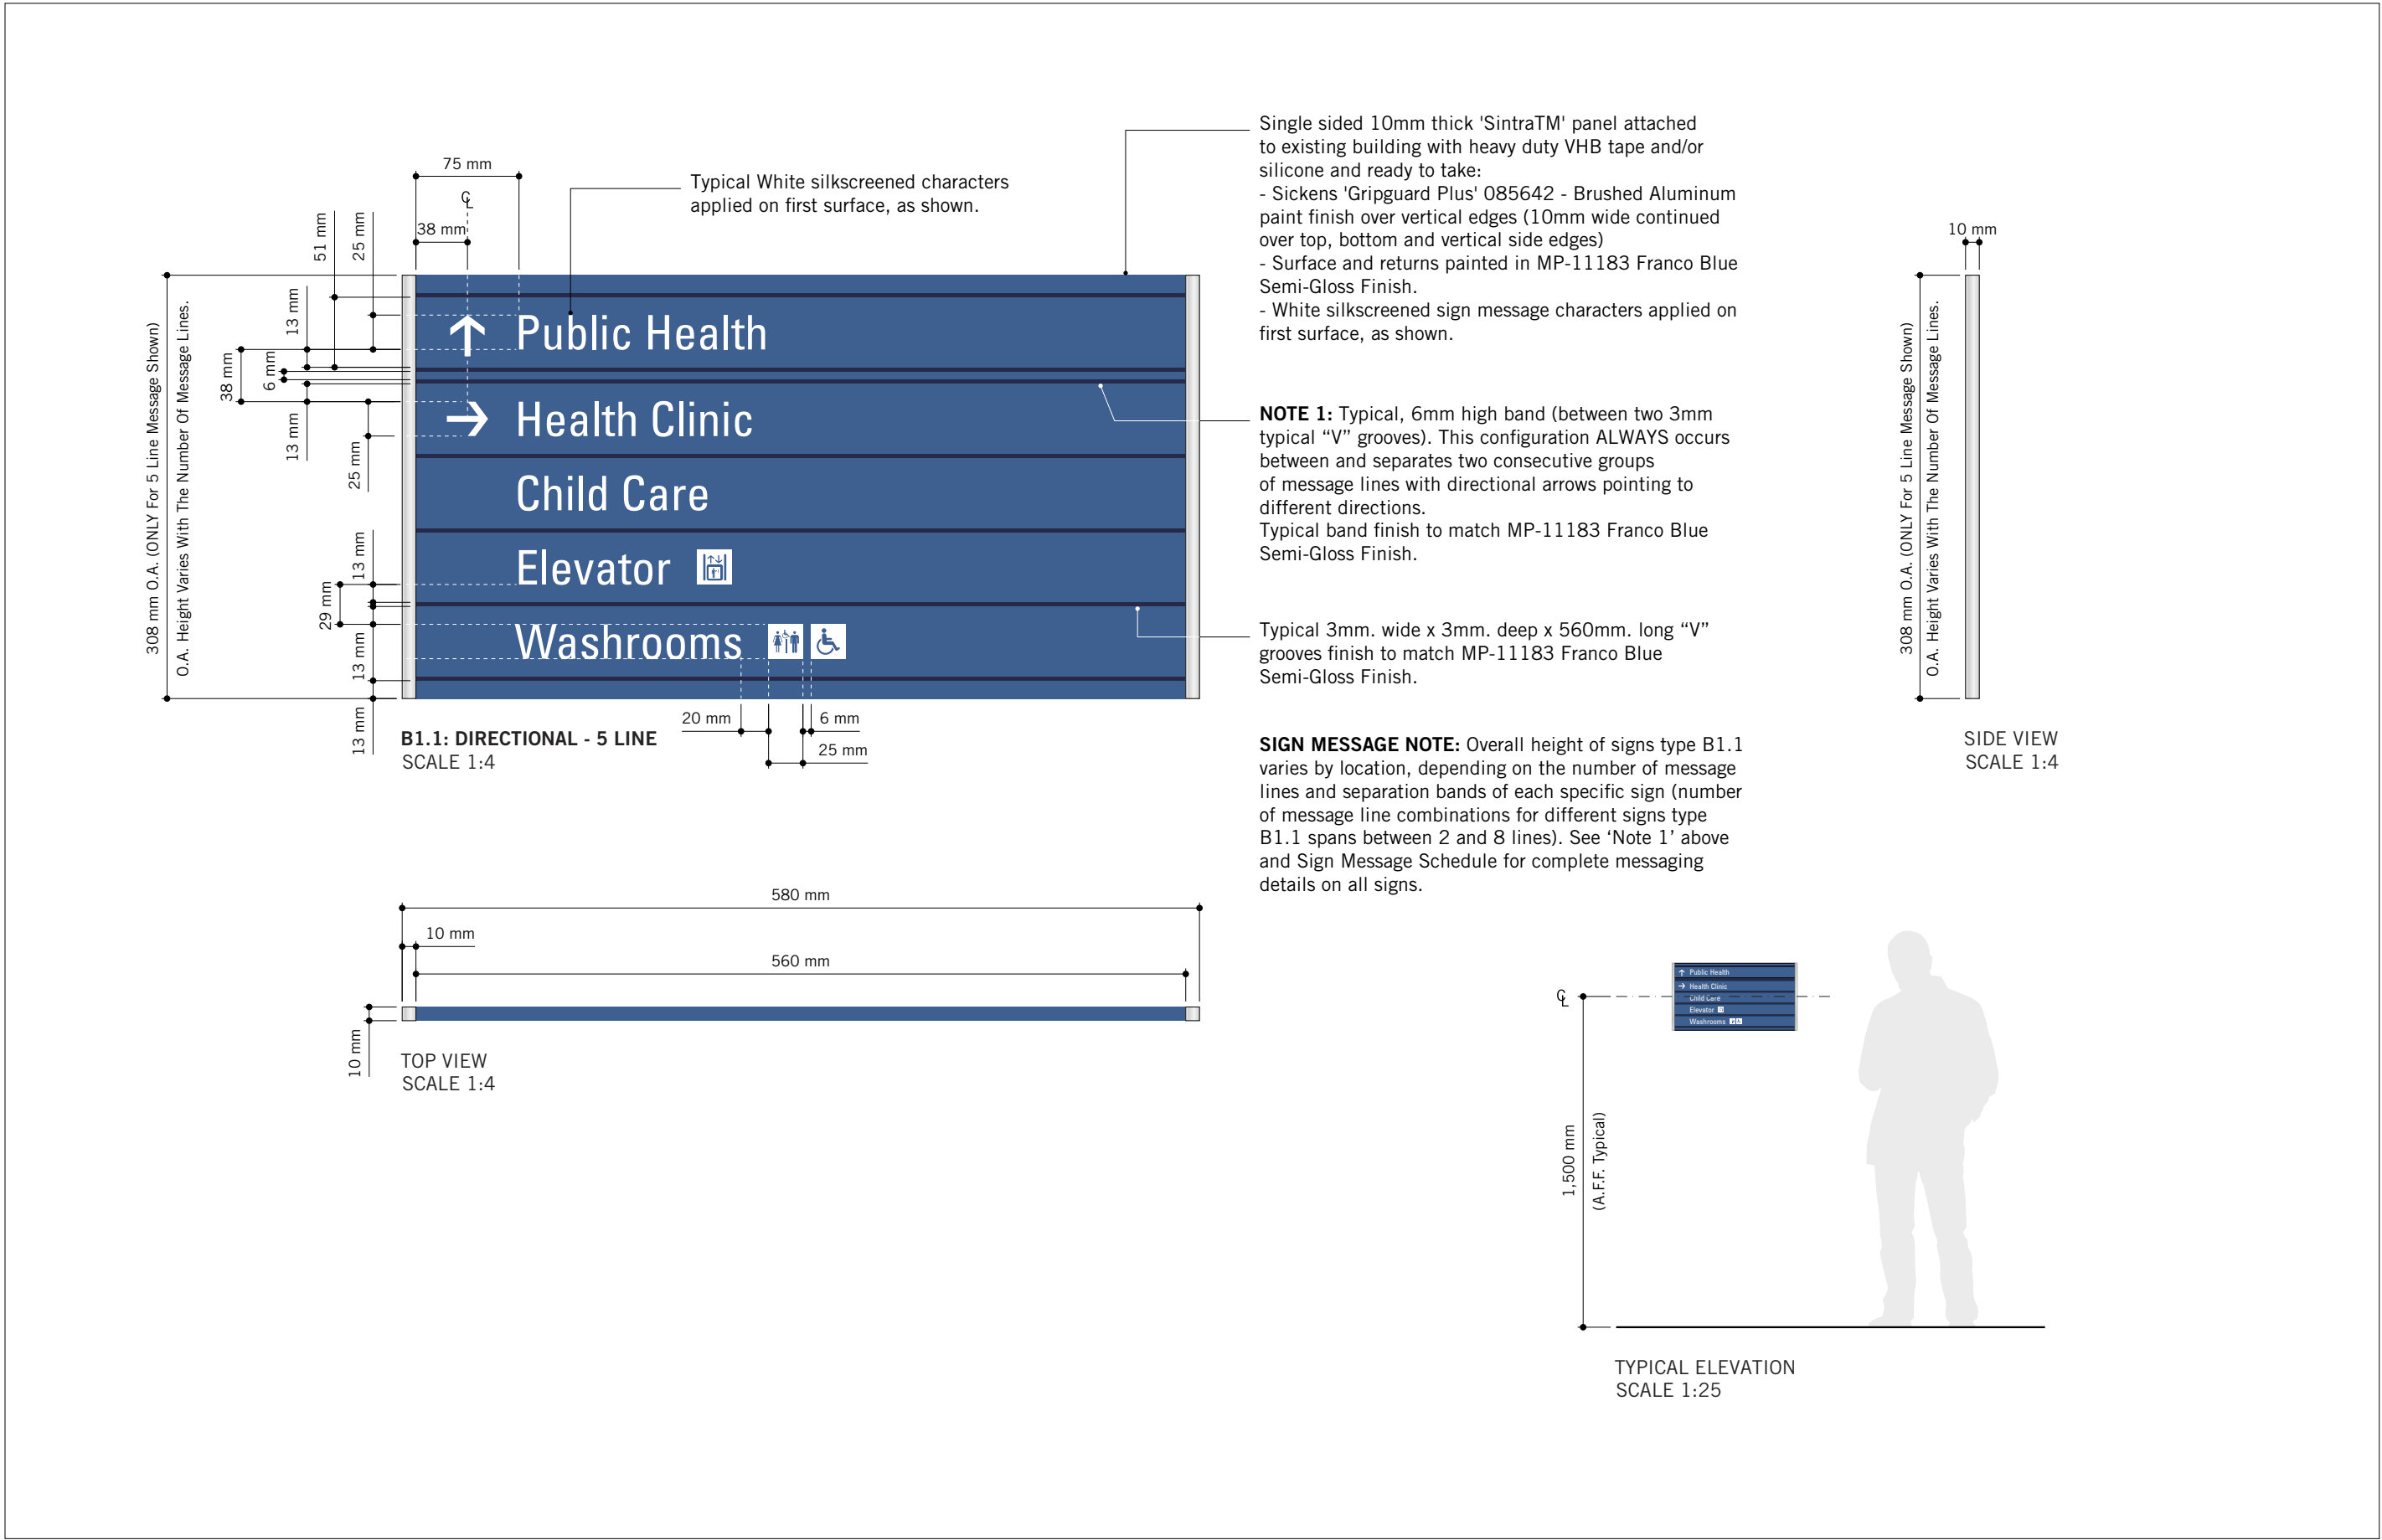 75 mm
℄
38 mm
51 mm
25 mm
13 mm
38 mm
6 mm
13 mm
25 mm
308 mm O.A. (ONLY For 5 Line Message Shown)
O.A. Height Varies With The Number Of Message Lines.
13 mm
29 mm
13 mm
13 mm
Typical White silkscreened characters
applied on first surface, as shown.
Public Health
Health Clinic
Child Care
Elevator
Washrooms
20 mm
6 mm
25 mm
B1.1: DIRECTIONAL - 5 LINE
SCALE 1:4
Single sided 10mm thick 'SintraTM' panel attached
to existing building with heavy duty VHB tape and/or
silicone and ready to take:
- Sickens 'Gripguard Plus' 085642 - Brushed Aluminum
paint finish over vertical edges (10mm wide continued
over top, bottom and vertical side edges)
- Surface and returns painted in MP-11183 Franco Blue
Semi-Gloss Finish.
- White silkscreened sign message characters applied on
first surface, as shown.
NOTE 1: Typical, 6mm high band (between two 3mm
typical “V” grooves). This configuration ALWAYS occurs
between and separates two consecutive groups
of message lines with directional arrows pointing to
different directions.
Typical band finish to match MP-11183 Franco Blue
Semi-Gloss Finish.
Typical 3mm. wide x 3mm. deep x 560mm. long “V”
grooves finish to match MP-11183 Franco Blue
Semi-Gloss Finish.
SIGN MESSAGE NOTE: Overall height of signs type B1.1
varies by location, depending on the number of message
lines and separation bands of each specific sign (number
of message line combinations for different signs type
B1.1 spans between 2 and 8 lines). See ‘Note 1’ above
and Sign Message Schedule for complete messaging
details on all signs.
10 mm
308 mm O.A. (ONLY For 5 Line Message Shown)
O.A. Height Varies With The Number Of Message Lines.
SIDE VIEW
SCALE 1:4
580 mm
10 mm
560 mm
10 mm
TOP VIEW
SCALE 1:4
℄
Public Health
Health Clinic
Child Care
Elevator
Washrooms
1,500 mm
(A.F.F. Typical)
TYPICAL ELEVATION
SCALE 1:25